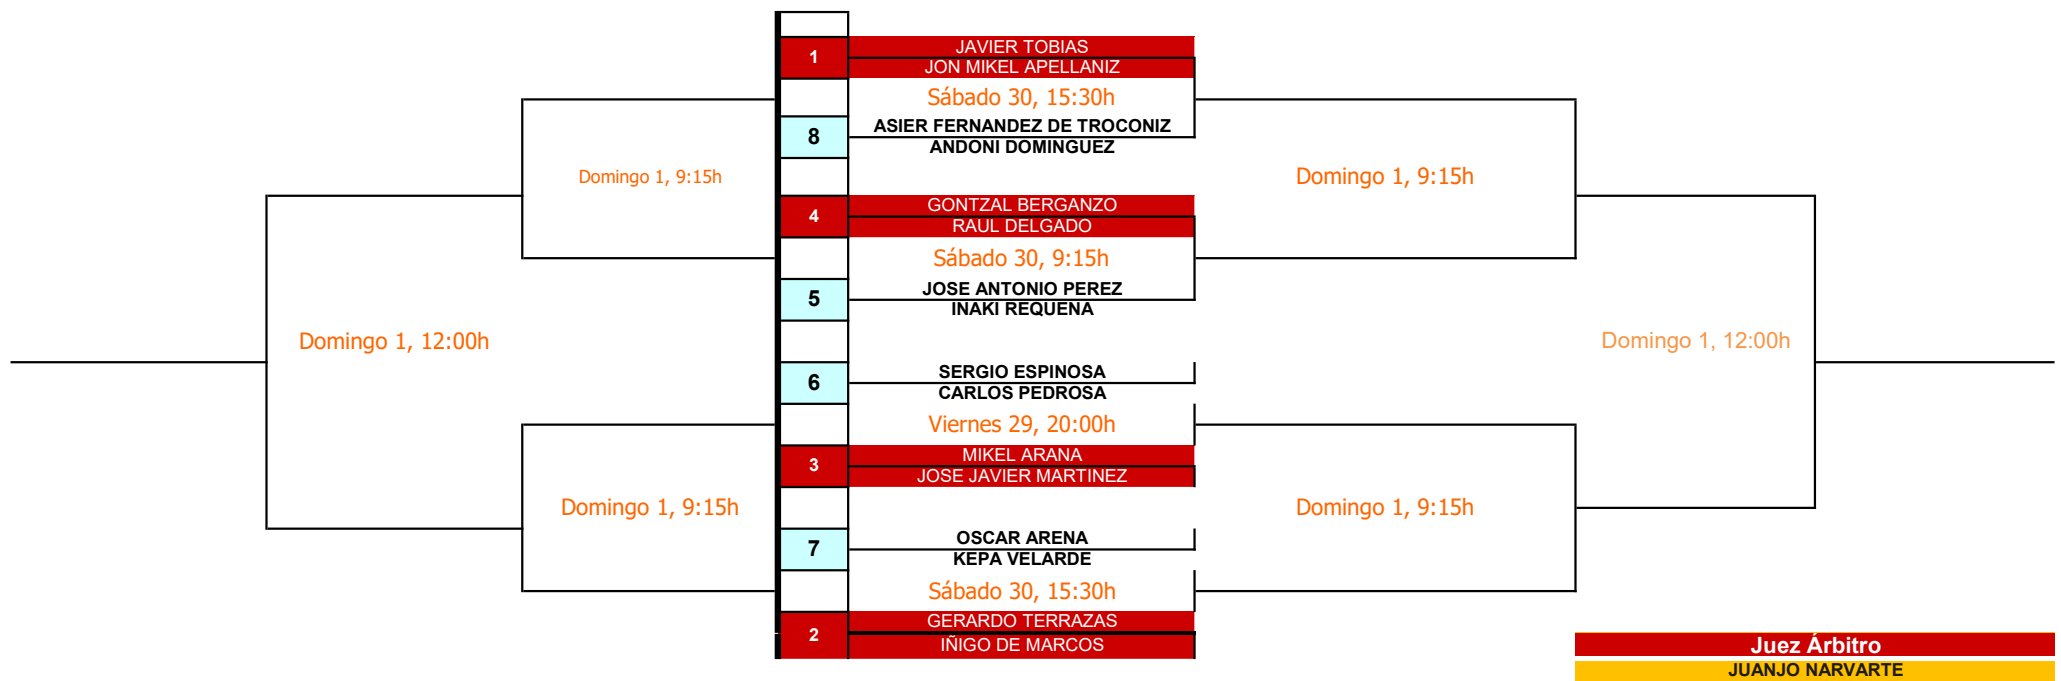 1
JAVIER TOBIAS
JON MIKEL APELLANIZ
Sábado 30, 15:30h
8
ASIER FERNANDEZ DE TROCONIZ
ANDONI DOMINGUEZ
Domingo 1, 9:15h
Domingo 1, 9:15h
4
GONTZAL BERGANZO
RAUL DELGADO
Sábado 30, 9:15h
5
JOSE ANTONIO PEREZ
INAKI REQUENA
Domingo 1, 12:00h
Domingo 1, 12:00h
6
SERGIO ESPINOSA
CARLOS PEDROSA
Viernes 29, 20:00h
3
MIKEL ARANA
JOSE JAVIER MARTINEZ
Domingo 1, 9:15h
Domingo 1, 9:15h
7
OSCAR ARENA
KEPA VELARDE
Sábado 30, 15:30h
2
GERARDO TERRAZAS
IÑIGO DE MARCOS
Juez Árbitro
JUANJO NARVARTE